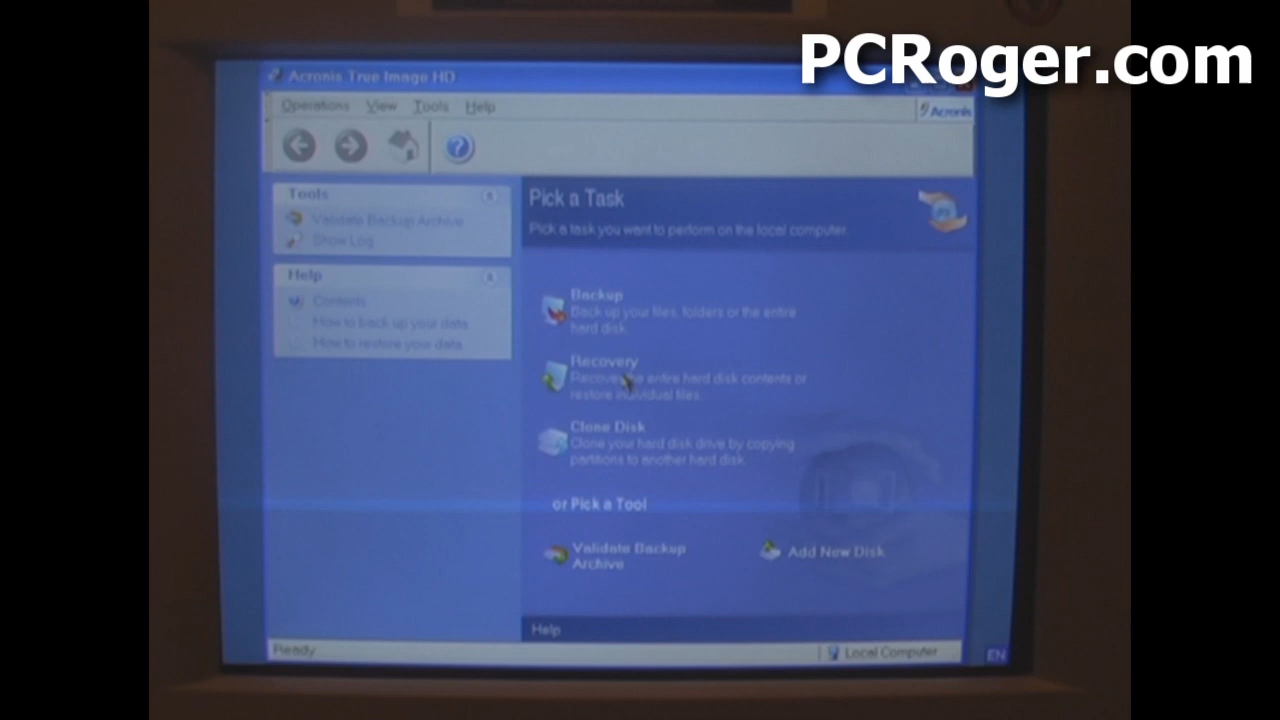 PCRoger.com
Acronis True Image HD
Operations View Tools Help
Acronis
Tools
Validate Backup Archive
Show Log
Help
Contents
How to back up your data
How to restore your data
Pick a Task
Pick a task you want to perform on the local computer.
Backup
Back up your files, folders or the entire
hard disk.
Recovery
Recover the entire hard disk contents or
restore individual files.
Clone Disk
Clone your hard disk drive by copying
partitions to another hard disk.
or Pick a Tool
Validate Backup
Archive
Add New Disk
Help
Ready
Local Computer
EN